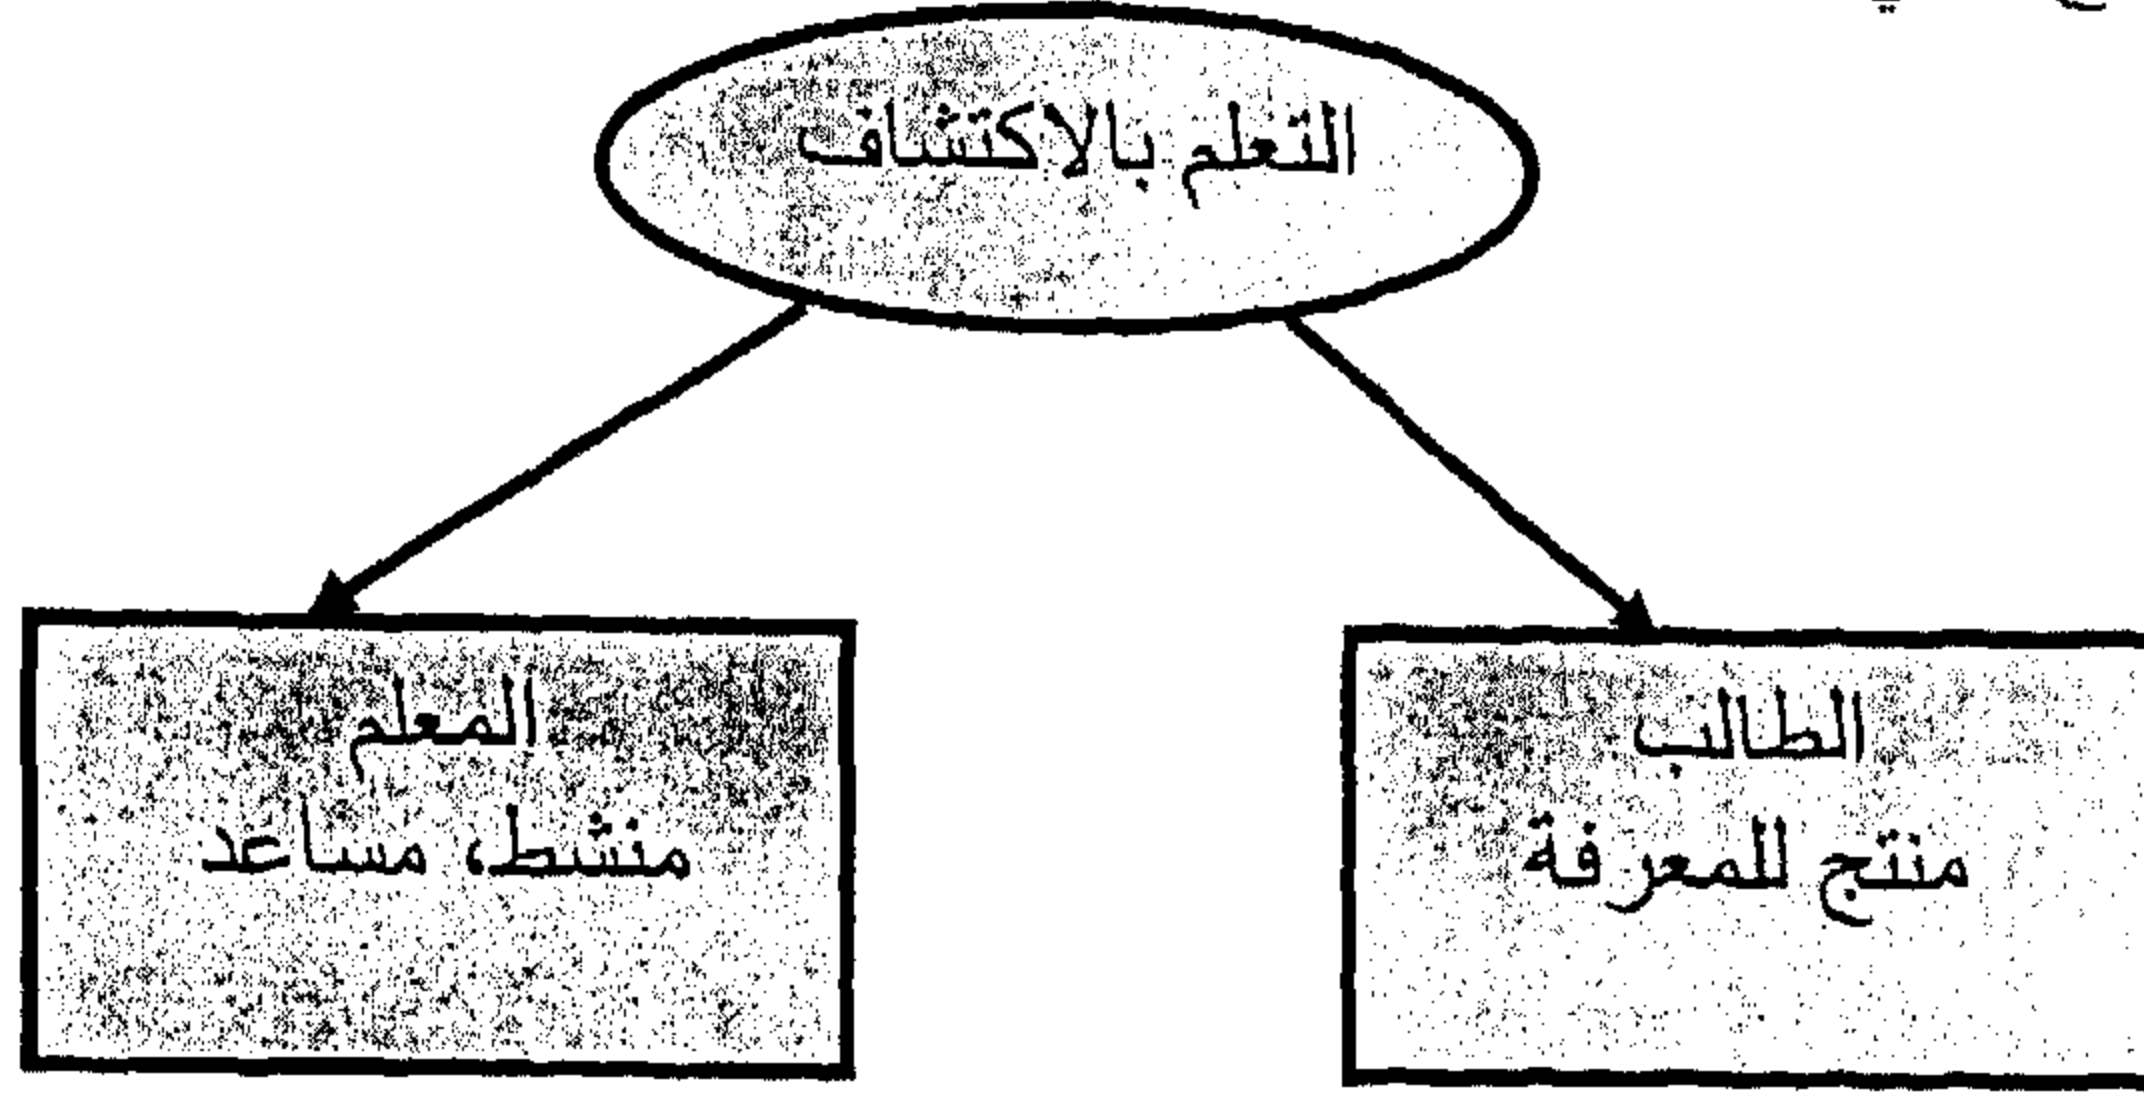 التعلم بالاكتشاف
الطالب
منتج للمعرفة
المعلم
منشط، مساعد